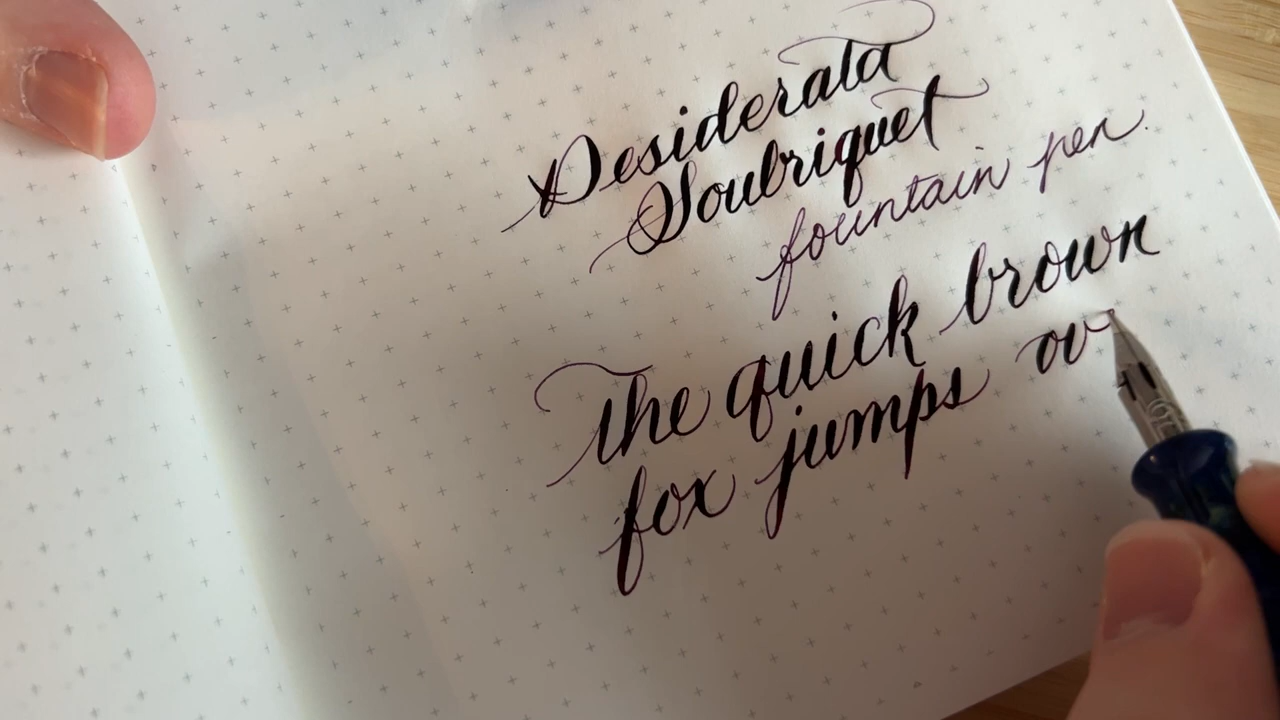 Desiderata
Soubriquet
fountain pen.
The quick brown
fox jumps ov